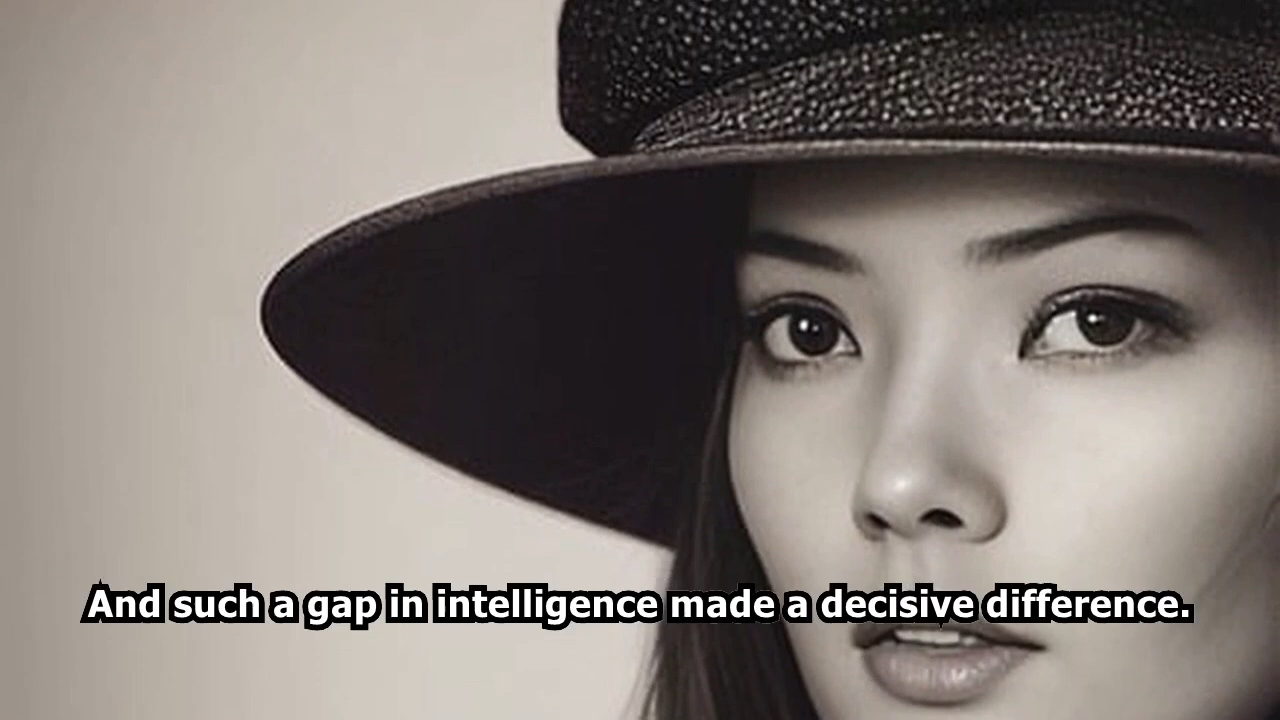 And such a gap in intelligence made a decisive difference.